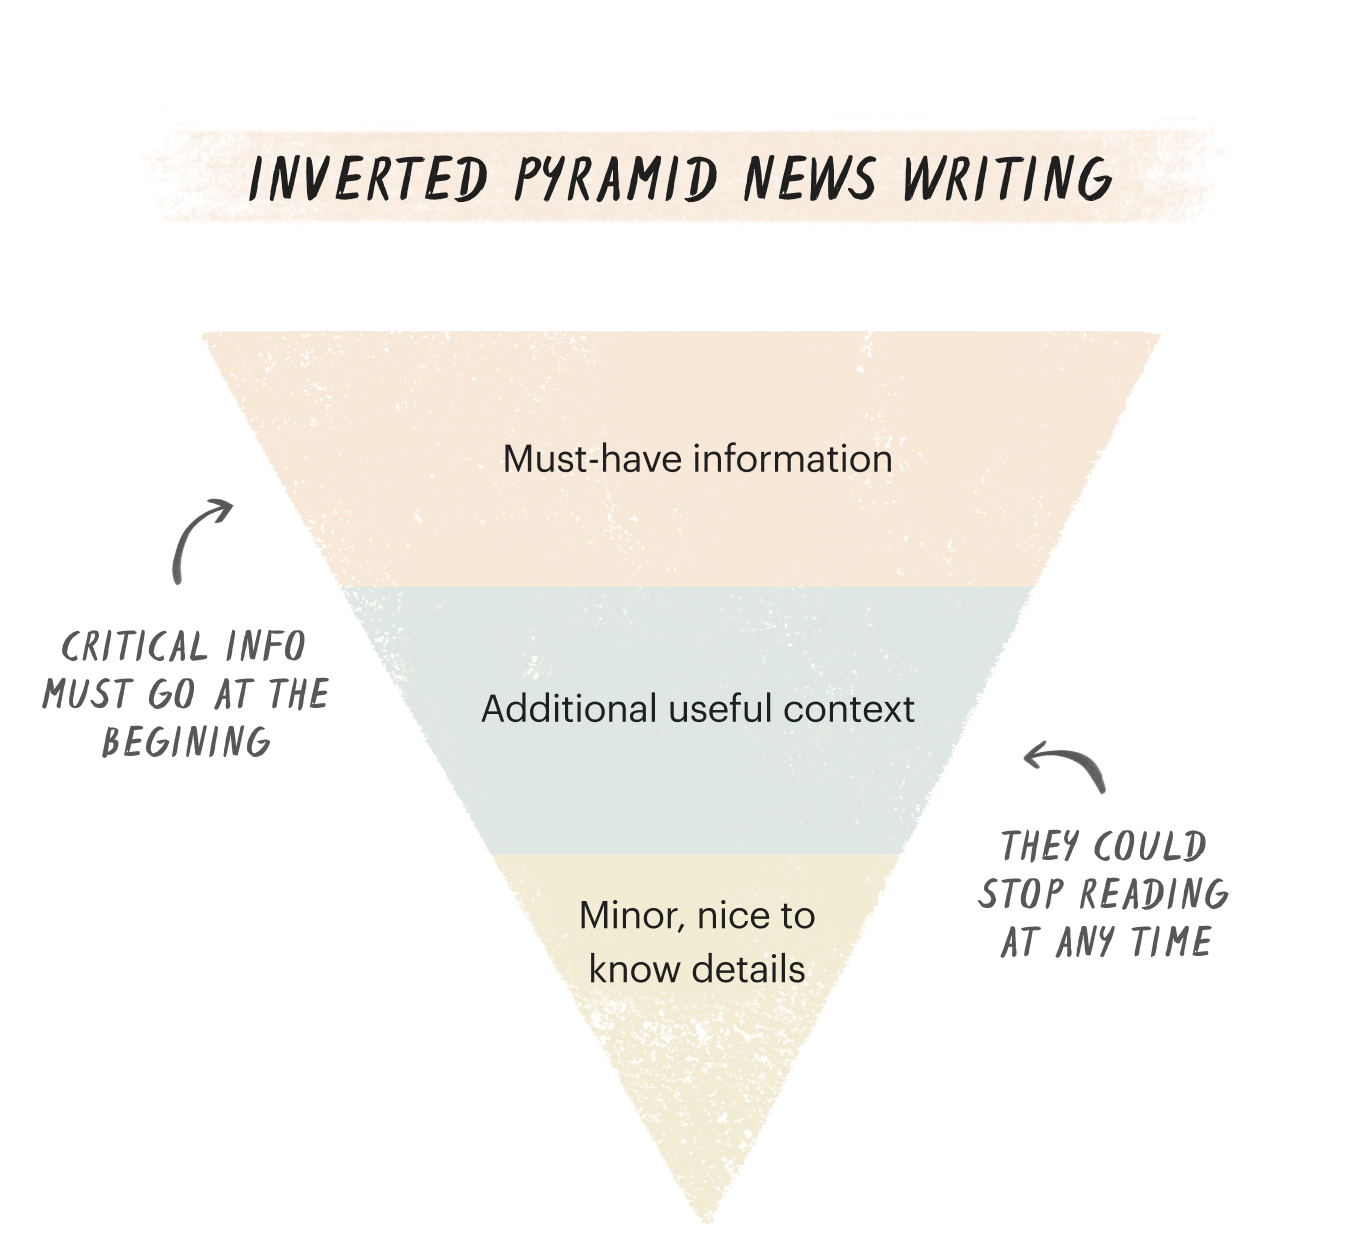 INVERTED PYRAMID NEWS WRITING
Must-have information
CRITICAL INFO
MUST GO AT THE
BEGINING
Additional useful context
THEY COULD
STOP READING
AT ANY TIME
Minor, nice to
know details